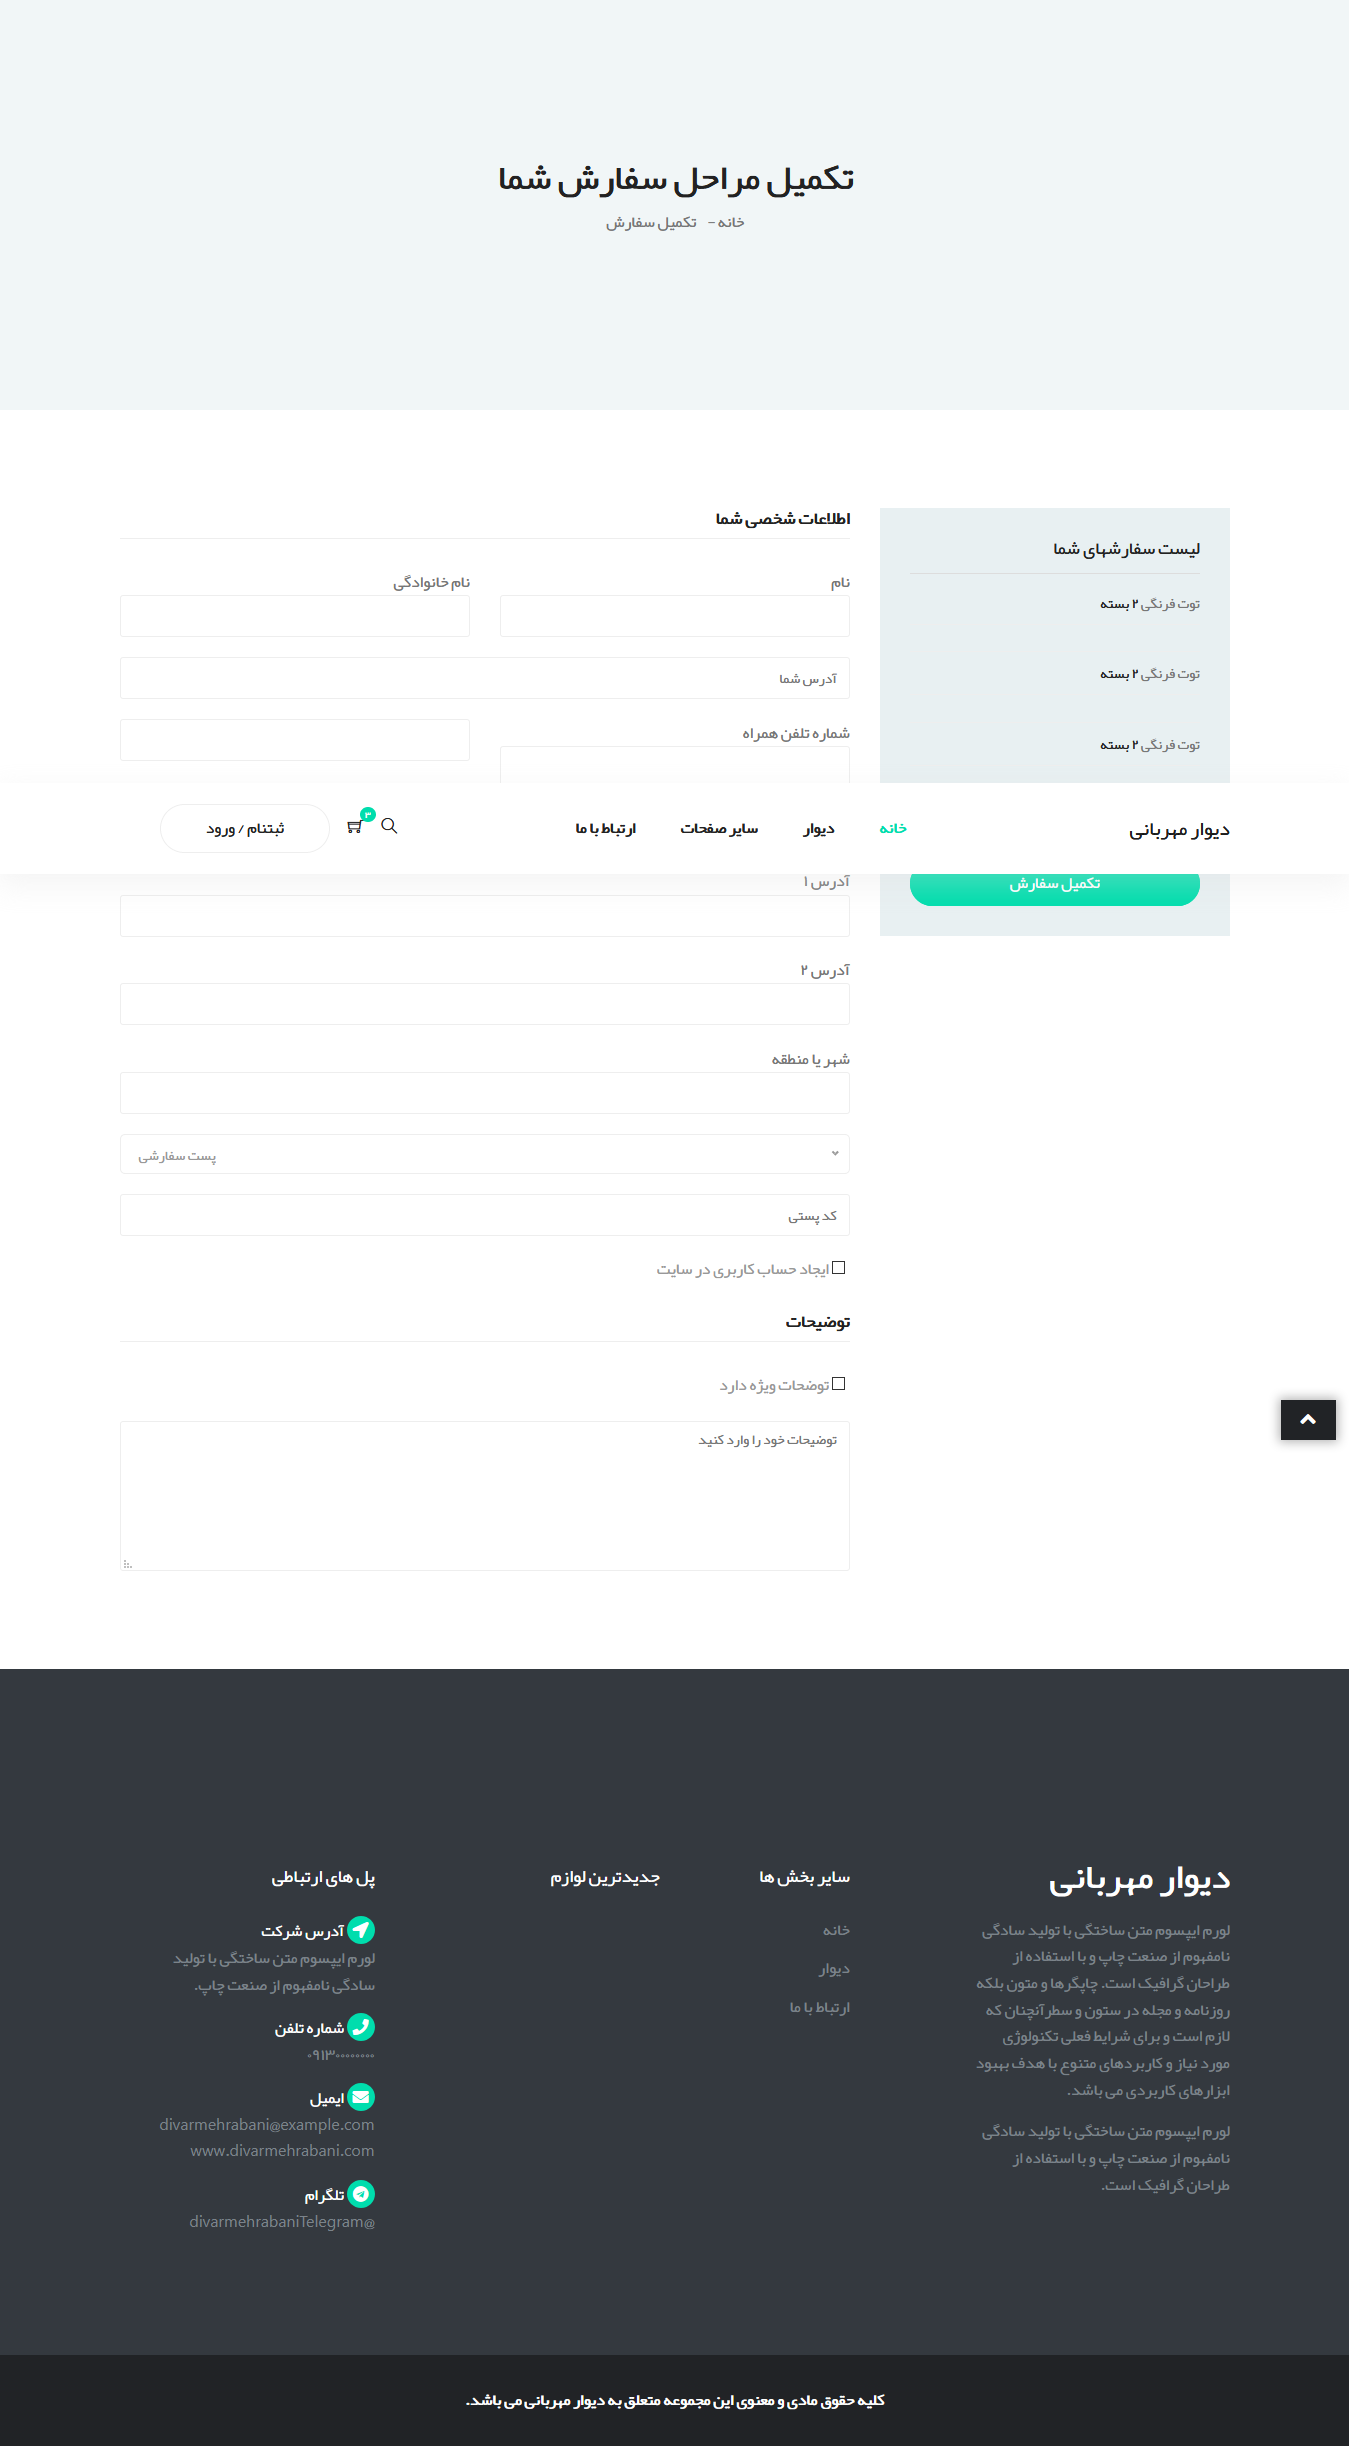 تکمیل مراحل سفارش شما
خانه - تکمیل سفارش
لیست سفارشهای شما
توت فرنگی ۲ بسته
توت فرنگی ۲ بسته
توت فرنگی ۲ بسته
اطلاعات شخصی شما
نام
نام خانوادگی
آدرس شما
شماره تلفن همراه
دیوار مهربانی
خانه
دیوار
سایر صفحات
ارتباط با ما
۳
ثبتنام / ورود
تکمیل سفارش
آدرس ۱
آدرس ۲
شهر یا منطقه
پست سفارشی
کد پستی
ایجاد حساب کاربری در سایت
توضیحات
توضحات ویژه دارد
توضیحات خود را وارد کنید
دیوار مهربانی
لورم ایپسوم متن ساختگی با تولید سادگی
نامفهوم از صنعت چاپ و با استفاده از
طراحان گرافیک است. چاپگرها و متون بلکه
روزنامه و مجله در ستون و سطرآنچنان که
لازم است و برای شرایط فعلی تکنولوژی
مورد نیاز و کاربردهای متنوع با هدف بهبود
ابزارهای کاربردی می باشد.
لورم ایپسوم متن ساختگی با تولید سادگی
نامفهوم از صنعت چاپ و با استفاده از
طراحان گرافیک است.
سایر بخش ها
خانه
دیوار
ارتباط با ما
جدیدترین لوازم
پل های ارتباطی
آدرس شرکت
لورم ایپسوم متن ساختگی با تولید
سادگی نامفهوم از صنعت چاپ.
شماره تلفن
۰۹۱۳۰۰۰۰۰۰۰۰
ایمیل
divarmehrabani@example.com
www.divarmehrabani.com
تلگرام
divarmehrabaniTelegram@
کلیه حقوق مادی و معنوی این مجموعه متعلق به دیوار مهربانی می باشد.